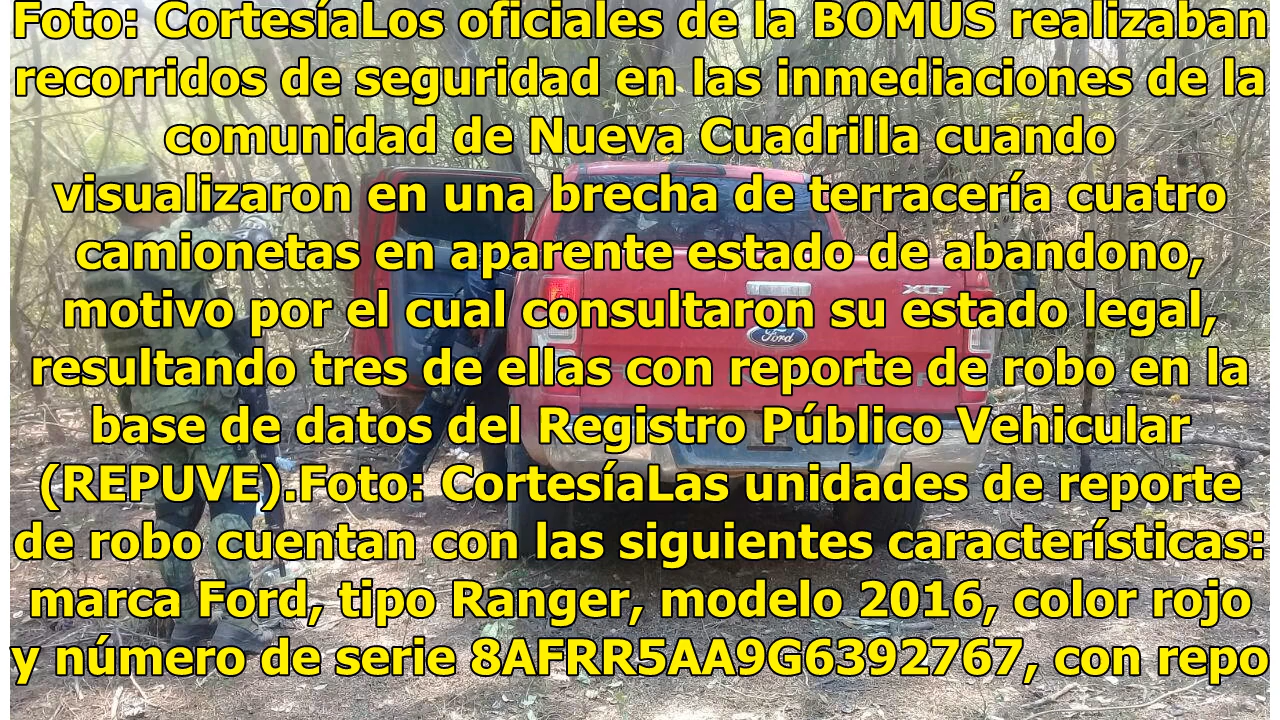 Foto: CortesíaLos oficiales de la BOMUS realizaban
recorridos de seguridad en las inmediaciones de la
comunidad de Nueva Cuadrilla cuando
visualizaron en una brecha de terracería cuatro
camionetas en aparente estado de abandono,
motivo por el cual consultaron su estado legal,
resultando tres de ellas con reporte de robo en la
base de datos del Registro Público Vehicular
(REPUVE).Foto: CortesíaLas unidades de reporte
de robo cuentan con las siguientes características:
marca Ford, tipo Ranger, modelo 2016, color rojo
y número de serie 8AFRR5AA9G6392767, con repo
XLT
Ford